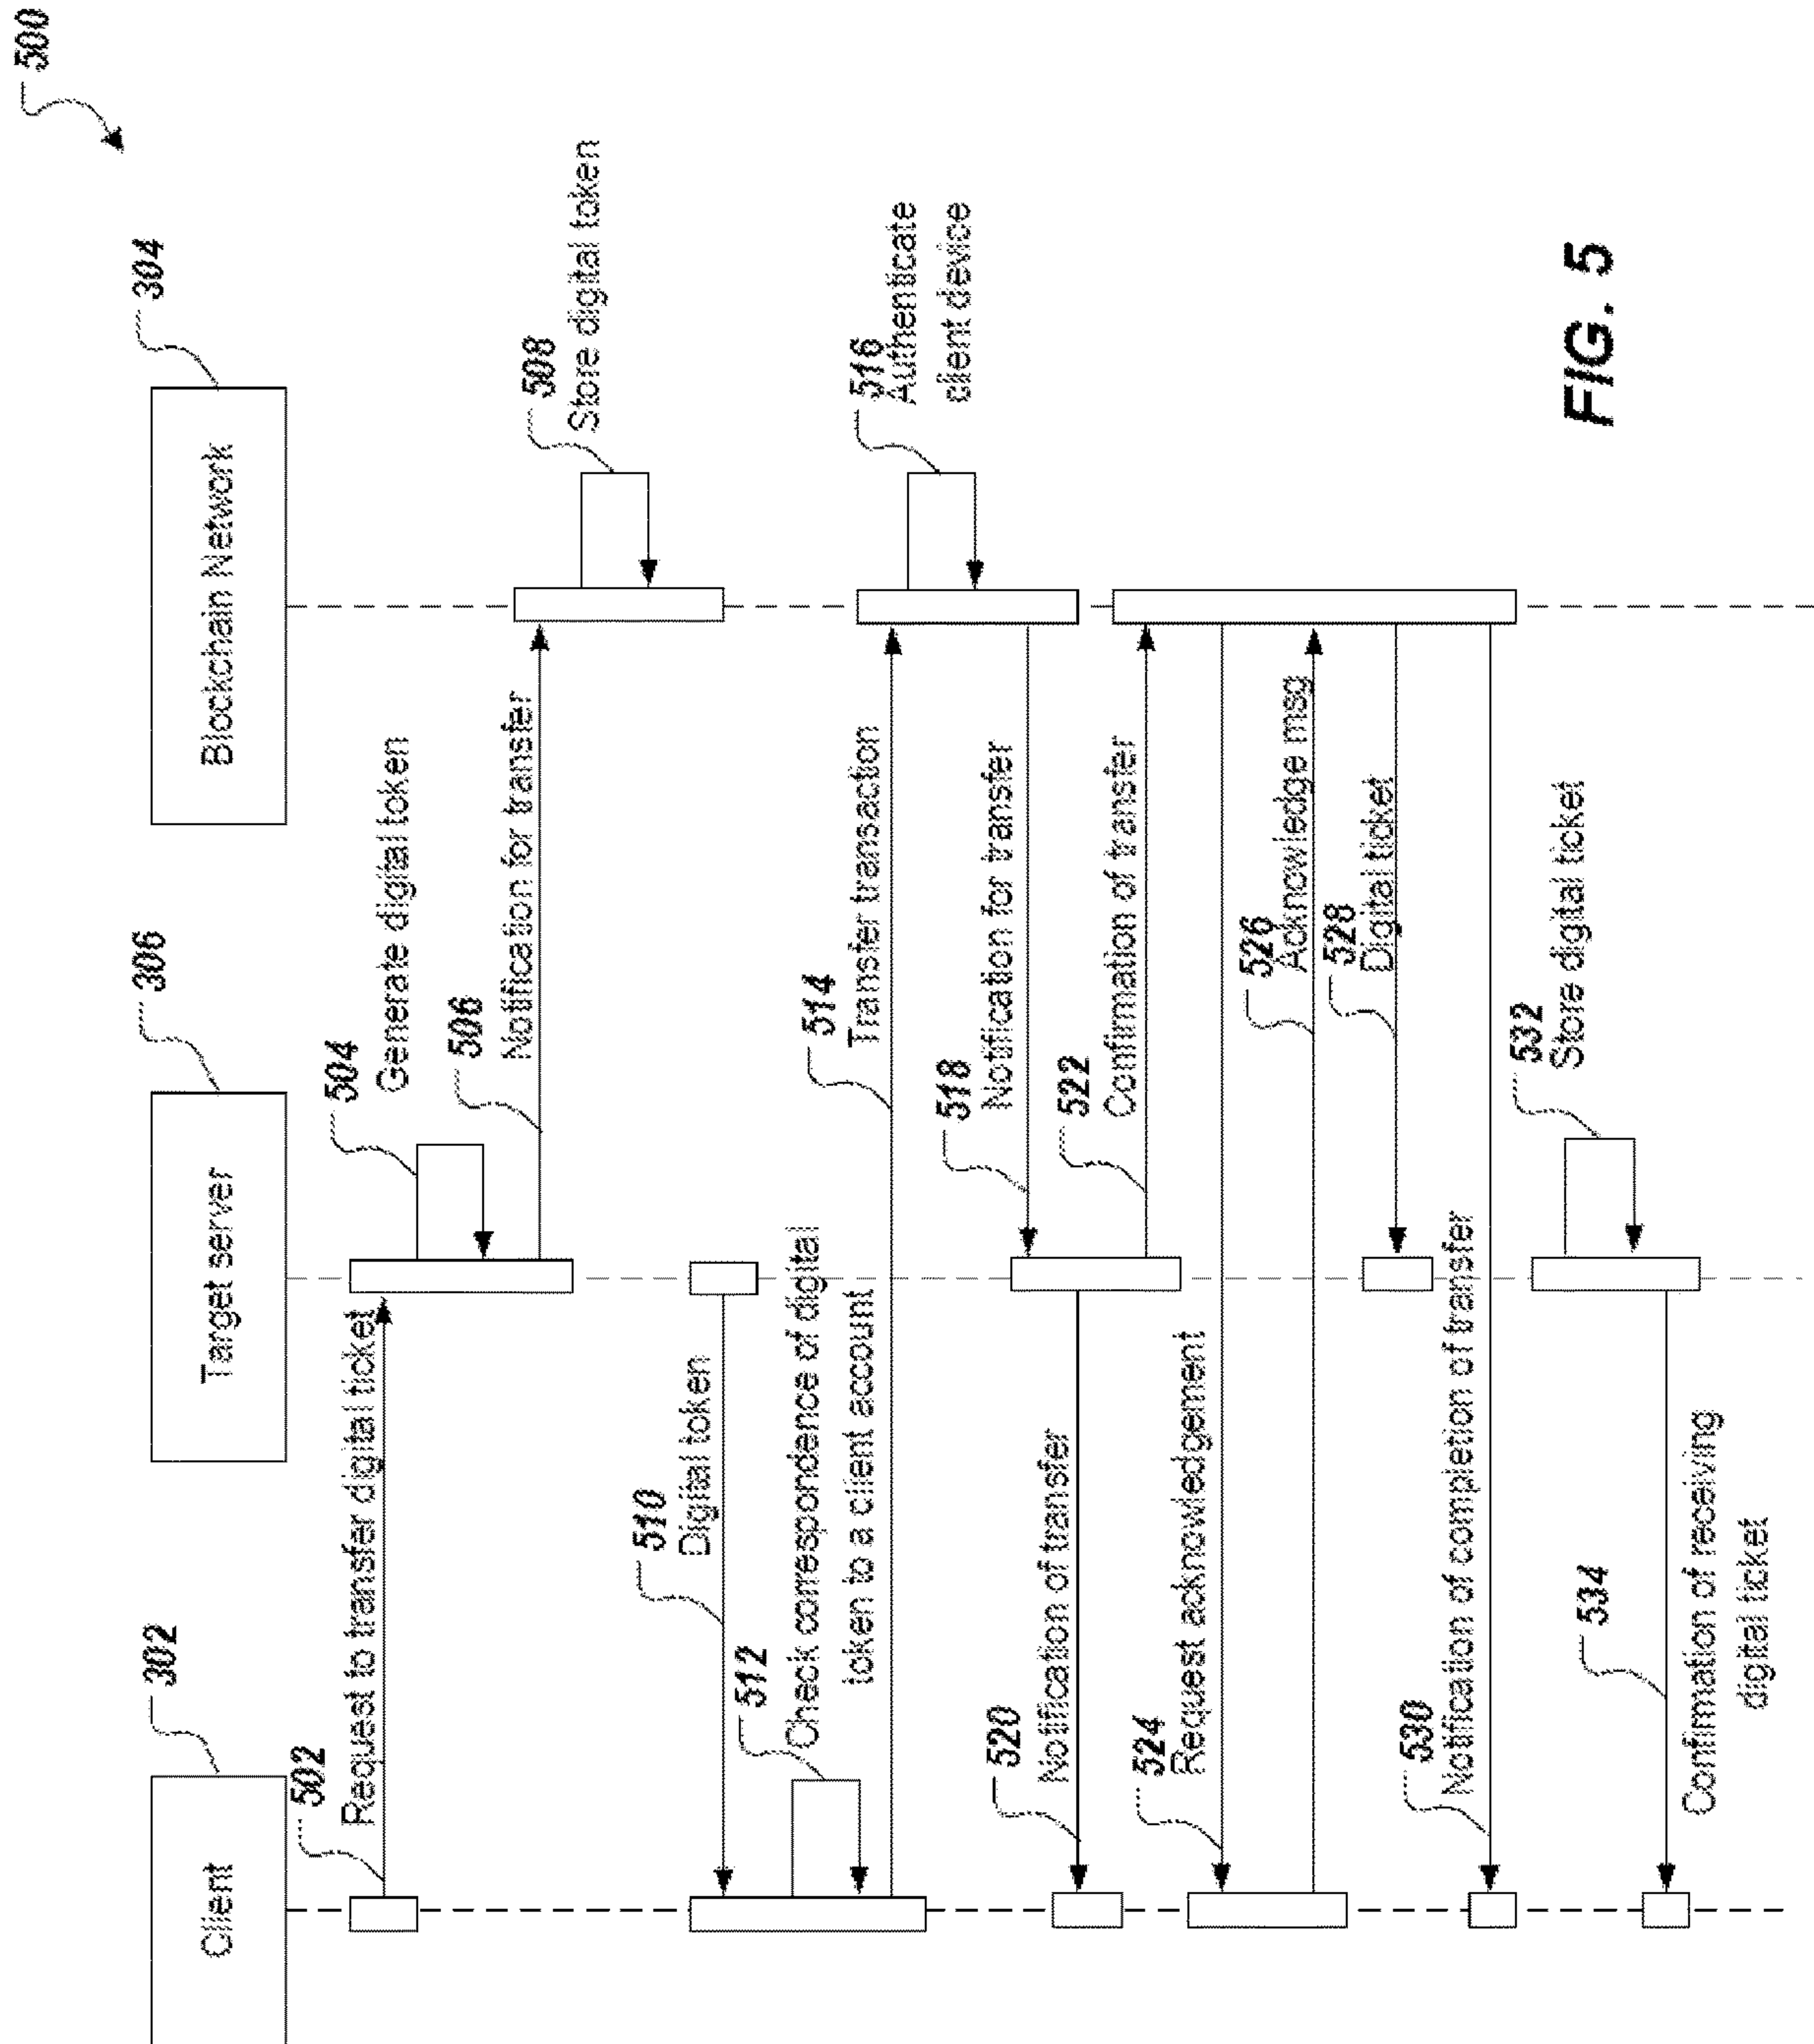 500
302
306
304
Client
Target server
Blockchain Network
502
Request to transfer digital ticket
504
Generate digital token
506
Notification for transfer
508
Store digital token
510
Digital token
512
Check correspondence of digital
token to a client account
514
Transfer transaction
516
Authenticate
client device
518
Notification for transfer
520
Notification of transfer
522
Confirmation of transfer
524
Request acknowledgement
526
Acknowledge msg
528
Digital ticket
530
Notification of completion of transfer
532
Store digital ticket
534
Confirmation of receiving
digital ticket
FIG. 5